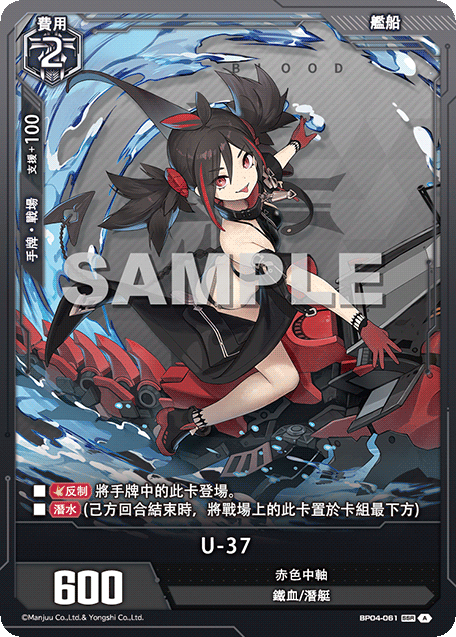 費用
2
艦船
BLOOD
手牌・戰場 支援+100
SAMPLE
■ 反制 將手牌中的此卡登場。
■ 潛水 (己方回合結束時，將戰場上的此卡置於卡組最下方)
U-37
600
赤色中軸
鐵血/潛艇
©Manjuu Co.,Ltd.& Yongshi Co.,Ltd.
BP04-061 SSR A